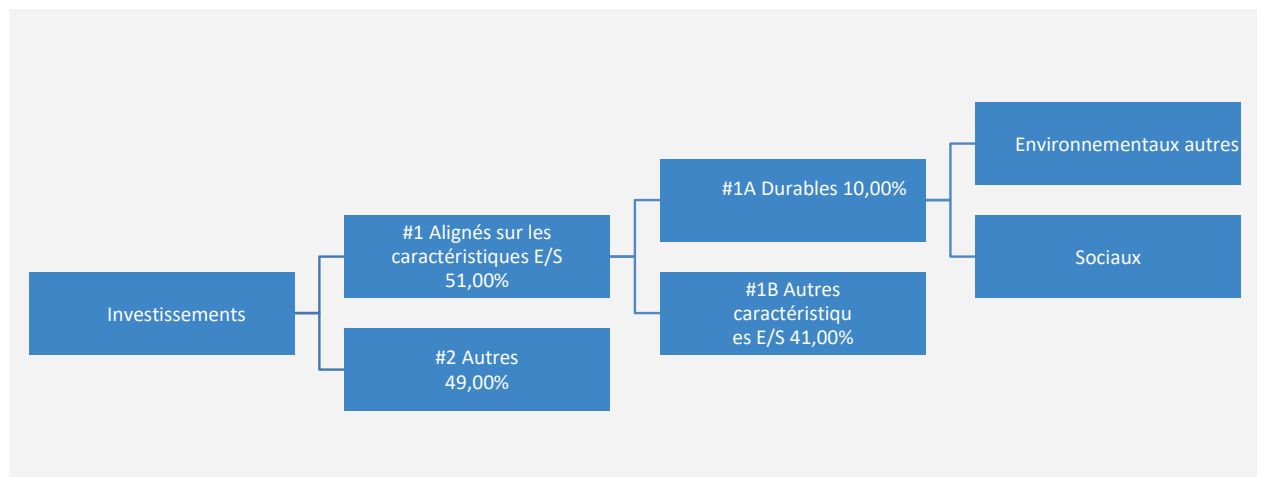 Investissements
#1 Alignés sur les
caractéristiques E/S
51,00%
#2 Autres
49,00%
#1A Durables 10,00%
#1B Autres
caractéristiqu
es E/S 41,00%
Environnementaux autres
Sociaux